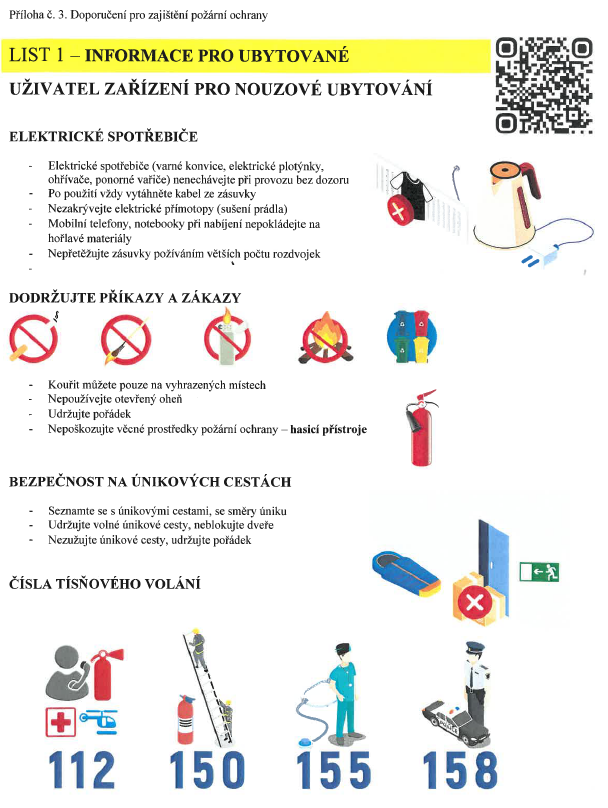 Příloha č. 3. Doporučení pro zajištění požární ochrany
LIST 1 – INFORMACE PRO UBYTOVANÉ
UŽIVATEL ZAŘÍZENÍ PRO NOUZOVÉ UBYTOVÁNÍ
ELEKTRICKÉ SPOTŘEBIČE
- Elektrické spotřebiče (varné konvice, elektrické plotýnky,
ohřívače, ponorné vařiče) nenechávejte při provozu bez dozoru
- Po použití vždy vytáhněte kabel ze zásuvky
- Nezakrývejte elektrické přímotopy (sušení prádla)
- Mobilní telefony, notebooky při nabíjení nepokládejte na
hořlavé materiály
- Nepřetěžujte zásuvky požíváním větších počtu rozdvojek
-
DODRŽUJTE PŘÍKAZY A ZÁKAZY
- Kouřit můžete pouze na vyhrazených místech
- Nepoužívejte otevřený oheň
- Udržujte pořádek
- Nepoškozujte věcné prostředky požární ochrany – hasicí přístroje
BEZPEČNOST NA ÚNIKOVÝCH CESTÁCH
- Seznamte se s únikovými cestami, se směry úniku
- Udržujte volné únikové cesty, neblokujte dveře
- Nezužujte únikové cesty, udržujte pořádek
ČÍSLA TÍSŇOVÉHO VOLÁNÍ
112 150 155 158